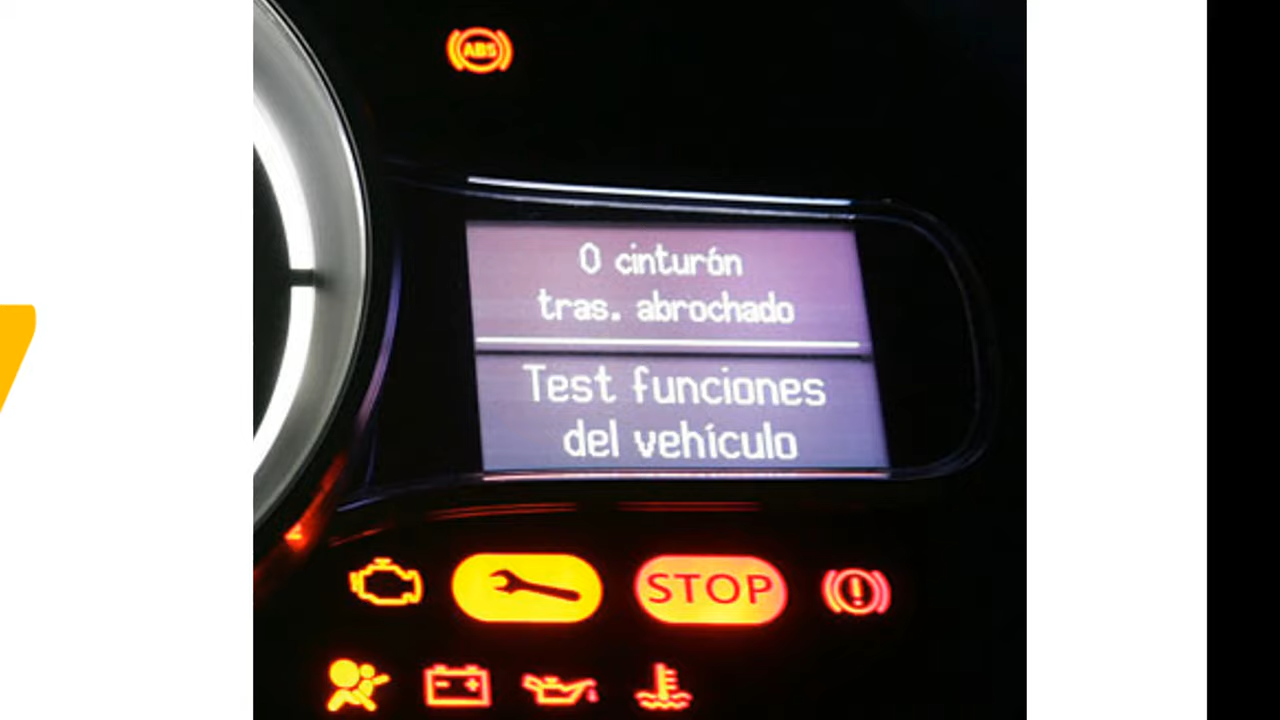 ABS
0 cinturón
tras. abrochado
Test funciones
del vehículo
STOP